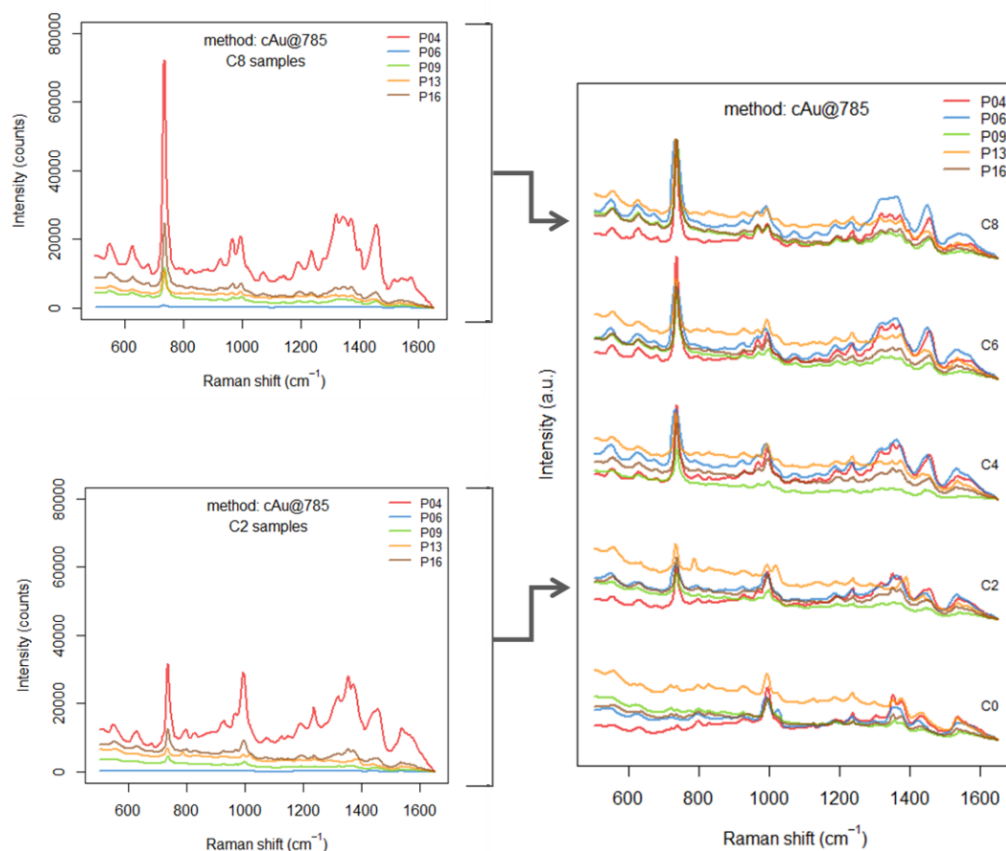 method: cAu@785
C8 samples
P04
P06
P09
P13
P16
Intensity (counts)
0
20000
40000
60000
80000
600
800
1000
1200
1400
1600
Raman shift (cm⁻¹)
method: cAu@785
C2 samples
P04
P06
P09
P13
P16
Intensity (counts)
0
20000
40000
60000
80000
600
800
1000
1200
1400
1600
Raman shift (cm⁻¹)
method: cAu@785
P04
P06
P09
P13
P16
C8
C6
C4
C2
C0
Intensity (a.u.)
600
800
1000
1200
1400
1600
Raman shift (cm⁻¹)